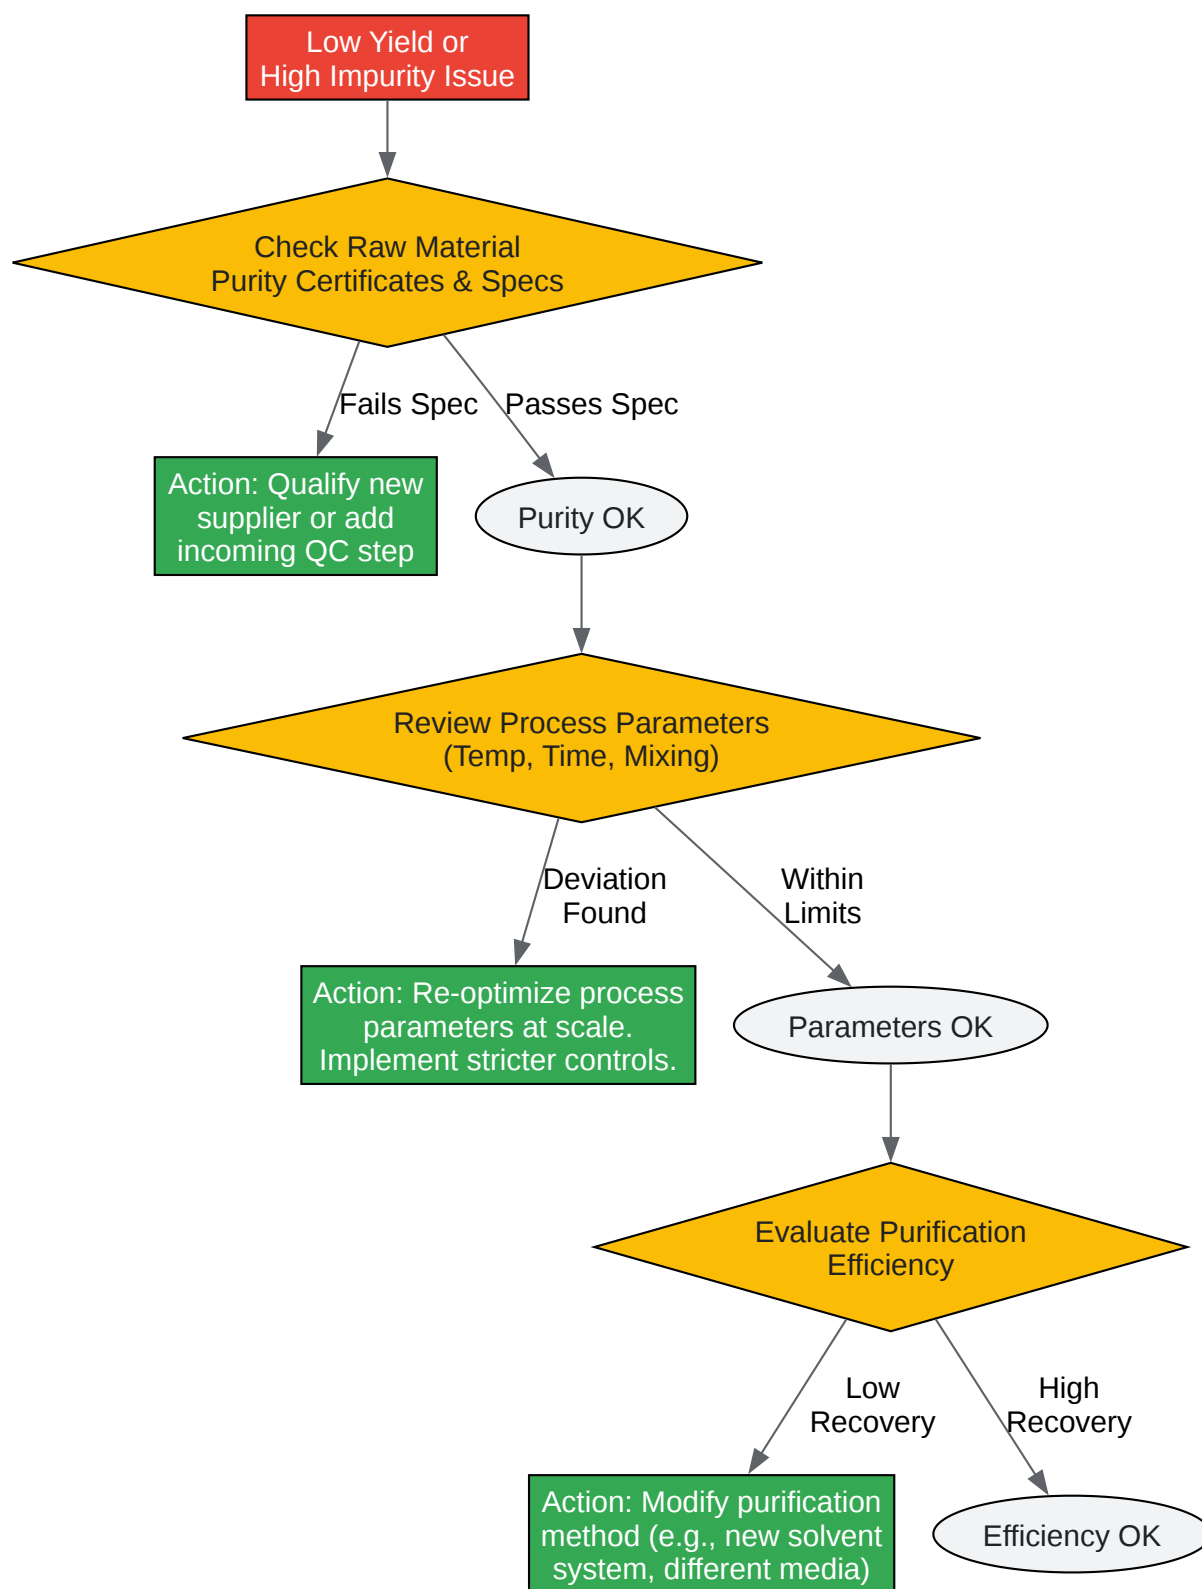 Low Yield or
High Impurity Issue
Check Raw Material
Purity Certificates & Specs
Fails Spec
Passes Spec
Action: Qualify new
supplier or add
incoming QC step
Purity OK
Review Process Parameters
(Temp, Time, Mixing)
Deviation
Found
Within
Limits
Action: Re-optimize process
parameters at scale.
Implement stricter controls.
Parameters OK
Evaluate Purification
Efficiency
Low
Recovery
High
Recovery
Action: Modify purification
method (e.g., new solvent
system, different media)
Efficiency OK